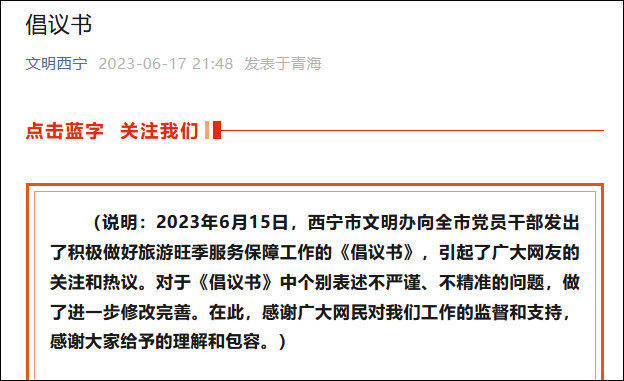 倡议书
文明西宁 2023-06-17 21:48 发表于青海
点击蓝字 关注我们
（说明：2023年6月15日，西宁市文明办向全市党员干部发出
了积极做好旅游旺季服务保障工作的《倡议书》，引起了广大网友的
关注和热议。对于《倡议书》中个别表述不严谨、不精准的问题，做
了进一步修改完善。在此，感谢广大网民对我们工作的监督和支持，
感谢大家给予的理解和包容。）